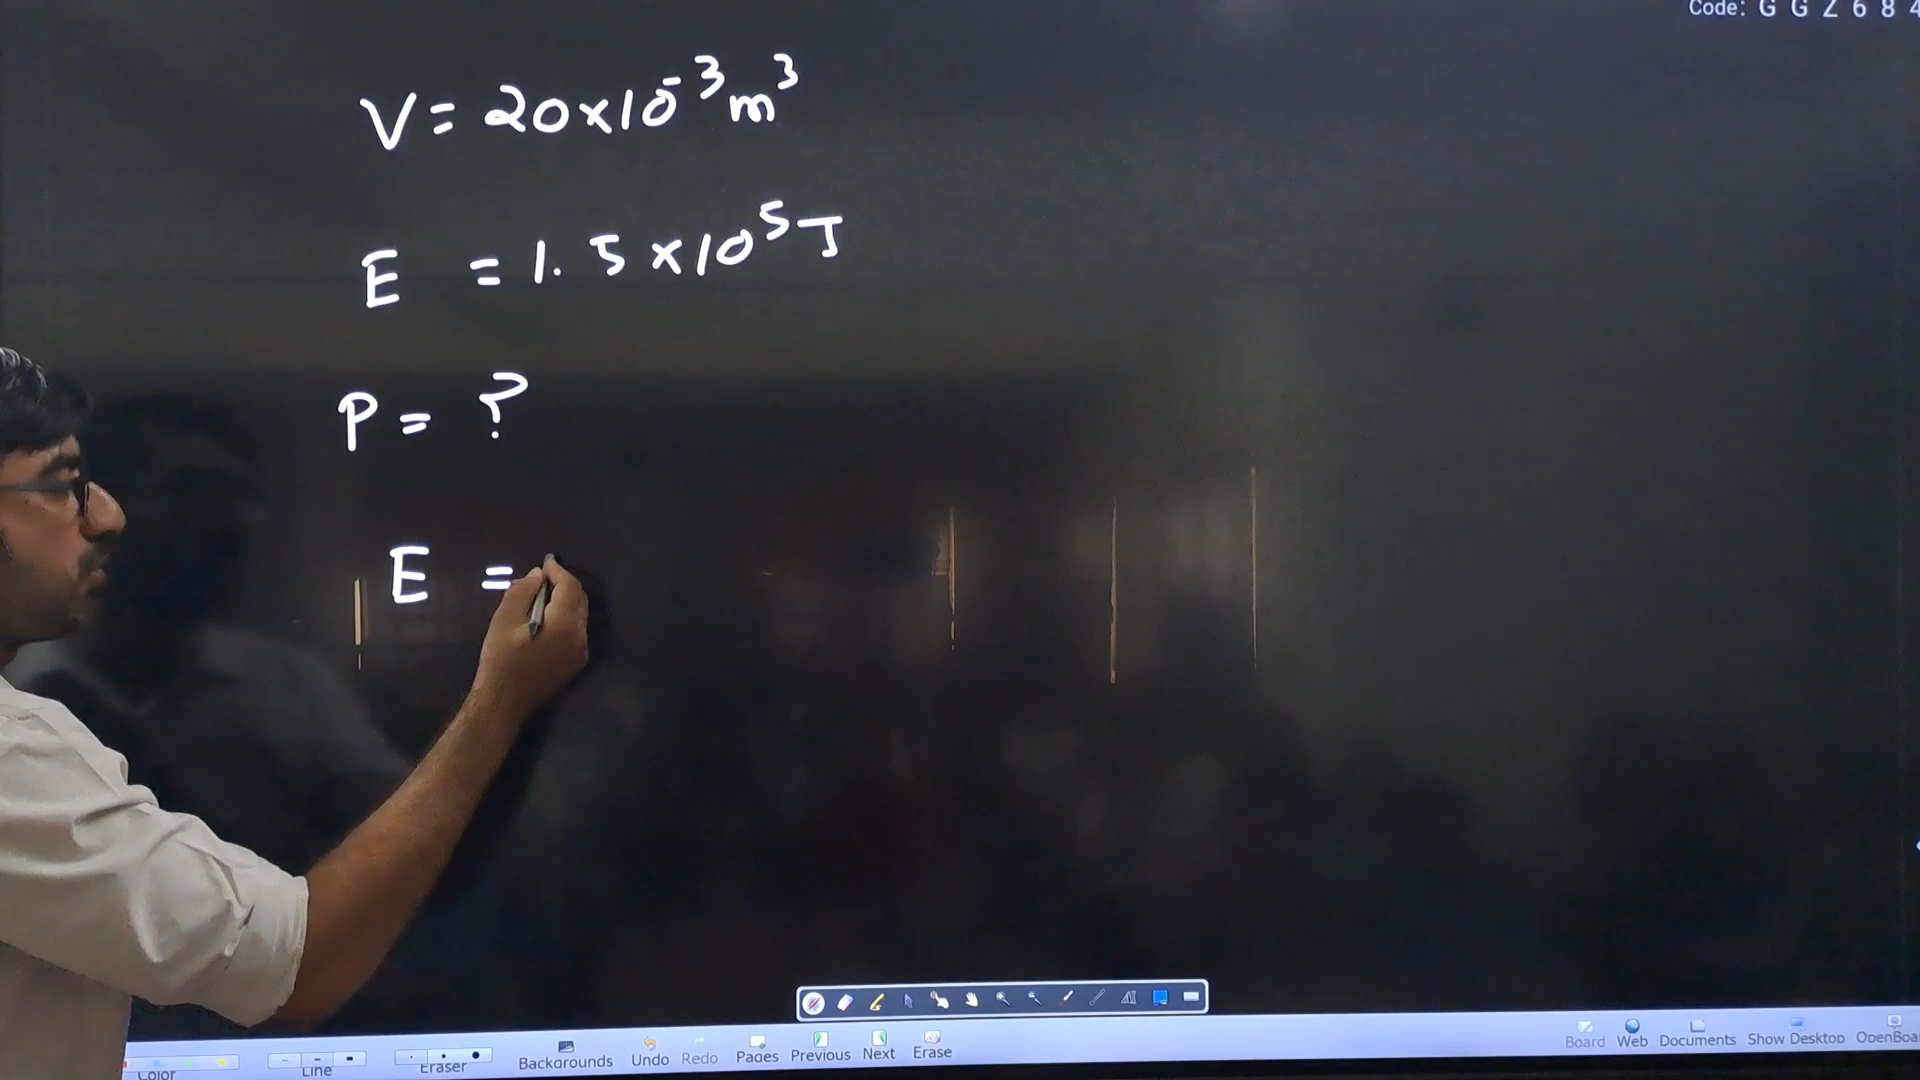 Code: G G Z 6 8 4
V = 20×10⁻³ m³
E = 1.5 ×10⁵ J
P = ?
E =
Color
Line
Eraser
Backgrounds
Undo
Redo
Pages
Previous
Next
Erase
Board
Web
Documents
Show Desktop
OpenBoa